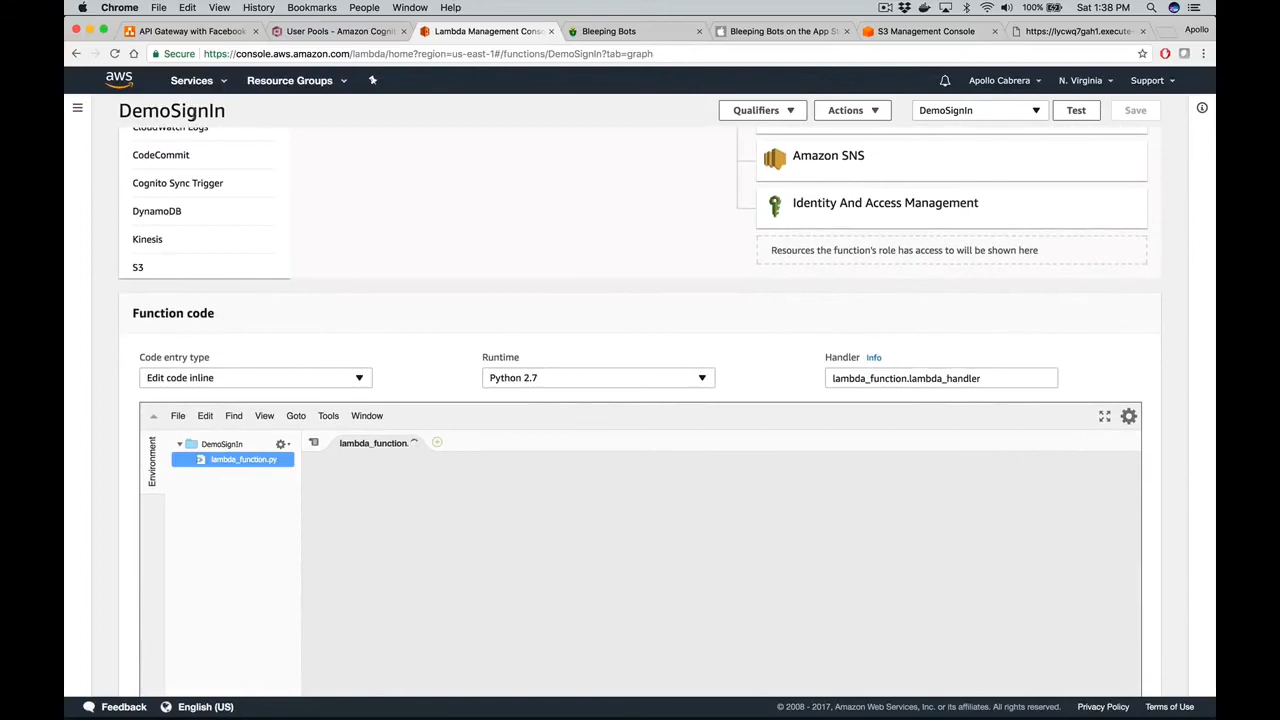 Chrome File Edit View History Bookmarks People Window Help
100% Sat 1:38 PM
API Gateway with Facebook
User Pools - Amazon Cognit
Lambda Management Conso
Bleeping Bots
Bleeping Bots on the App St
S3 Management Console
https://lycwq7gah1.execute-
Apollo
Secure https://console.aws.amazon.com/lambda/home?region=us-east-1#/functions/DemoSignIn?tab=graph
aws Services Resource Groups Apollo Cabrera N. Virginia Support
DemoSignIn Qualifiers Actions DemoSignIn Test Save
CloudWatch Logs
CodeCommit
Cognito Sync Trigger
DynamoDB
Kinesis
S3
Amazon SNS
Identity And Access Management
Resources the function's role has access to will be shown here
Function code
Code entry type
Edit code inline
Runtime
Python 2.7
Handler Info
lambda_function.lambda_handler
File Edit Find View Goto Tools Window
Environment
DemoSignIn
lambda_function.py
lambda_function.
Feedback English (US) © 2008 - 2017, Amazon Web Services, Inc. or its affiliates. All rights reserved. Privacy Policy Terms of Use